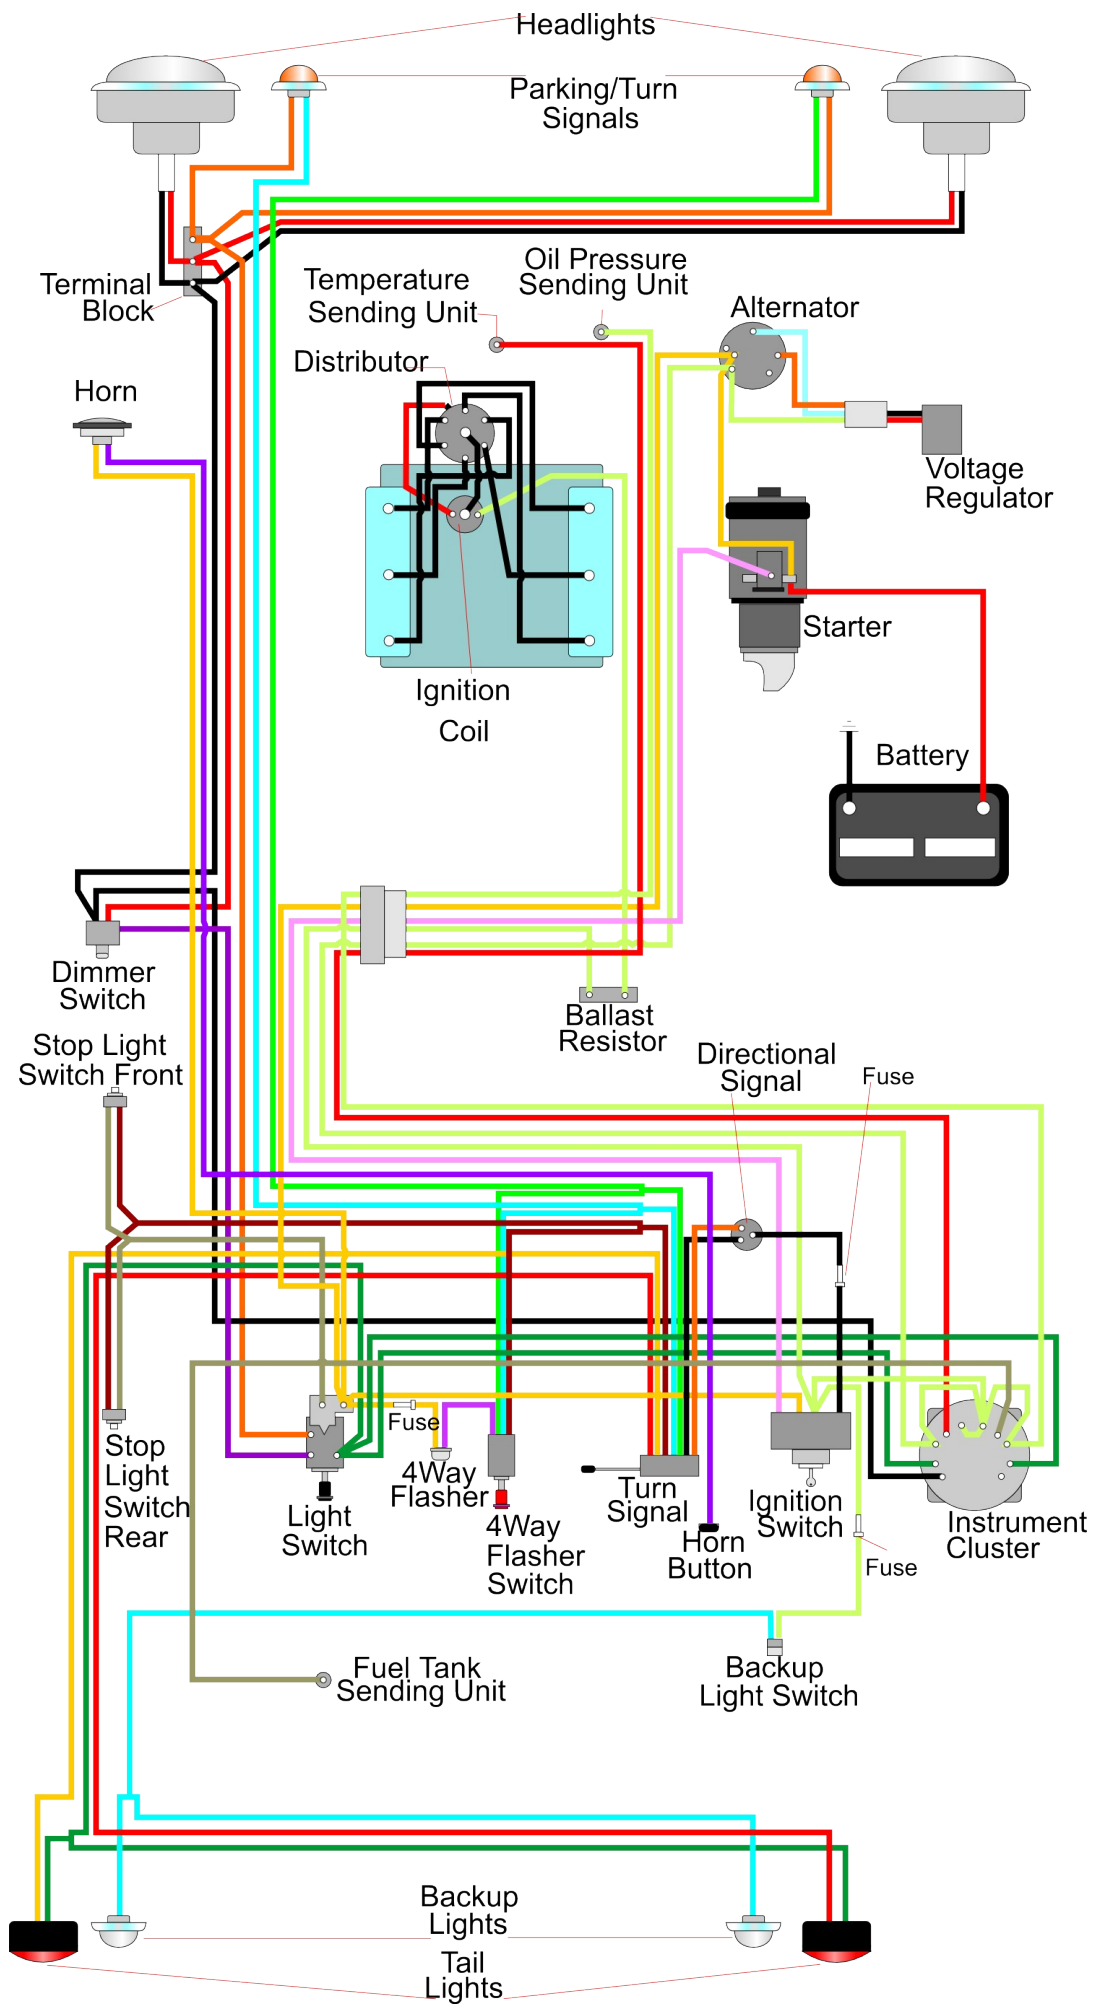 Headlights
Parking/Turn
Signals
Oil Pressure
Sending Unit
Temperature
Sending Unit
Terminal
Block
Alternator
Distributor
Horn
Voltage
Regulator
Starter
Ignition
Coil
Battery
Dimmer
Switch
Ballast
Resistor
Stop Light
Switch Front
Directional
Signal
Fuse
Fuse
Stop
Light
Switch
Rear
4Way
Flasher
Light
Switch
4Way
Flasher
Switch
Turn
Signal
Horn
Button
Ignition
Switch
Instrument
Cluster
Fuse
Fuel Tank
Sending Unit
Backup
Light Switch
Backup
Lights
Tail
Lights